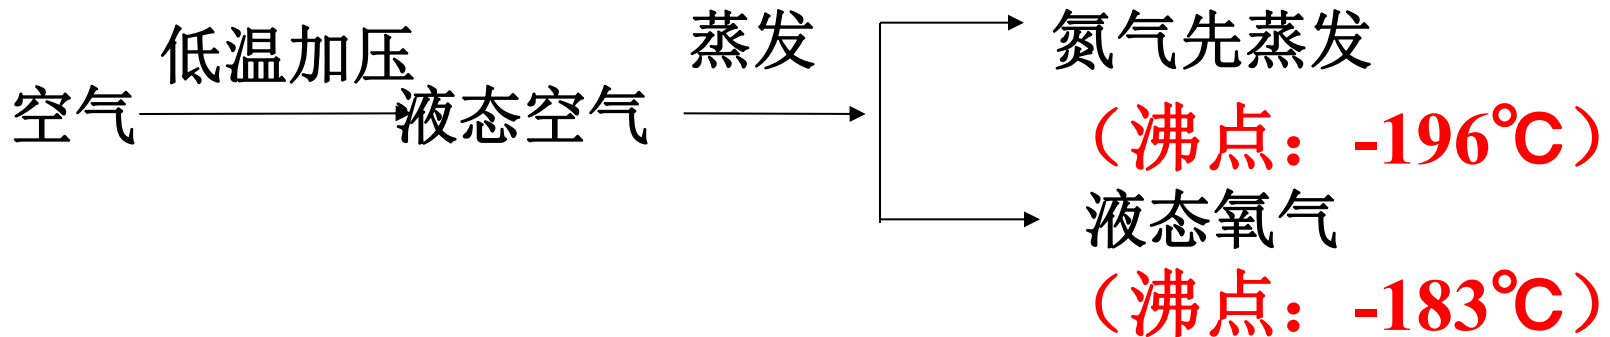 空气
低温加压
液态空气
蒸发
氮气先蒸发
（沸点：-196℃）
液态氧气
（沸点：-183℃）